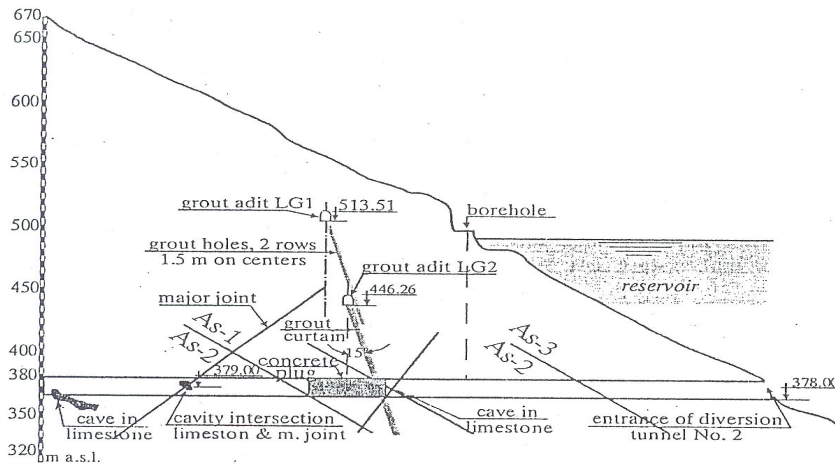 670
650
600
550
500
450
400
380
350
320
m a.s.l.
grout adit LG1
513.51
borehole
grout holes, 2 rows
1.5 m on centers
grout adit LG2
446.26
reservoir
major joint
As-1
As-2
grout
curtain
15°
As-3
As-2
concrete
plug
379.00
378.00
cave in
limestone
cavity intersection
limeston & m. joint
cave in
limestone
entrance of diversion
tunnel No. 2